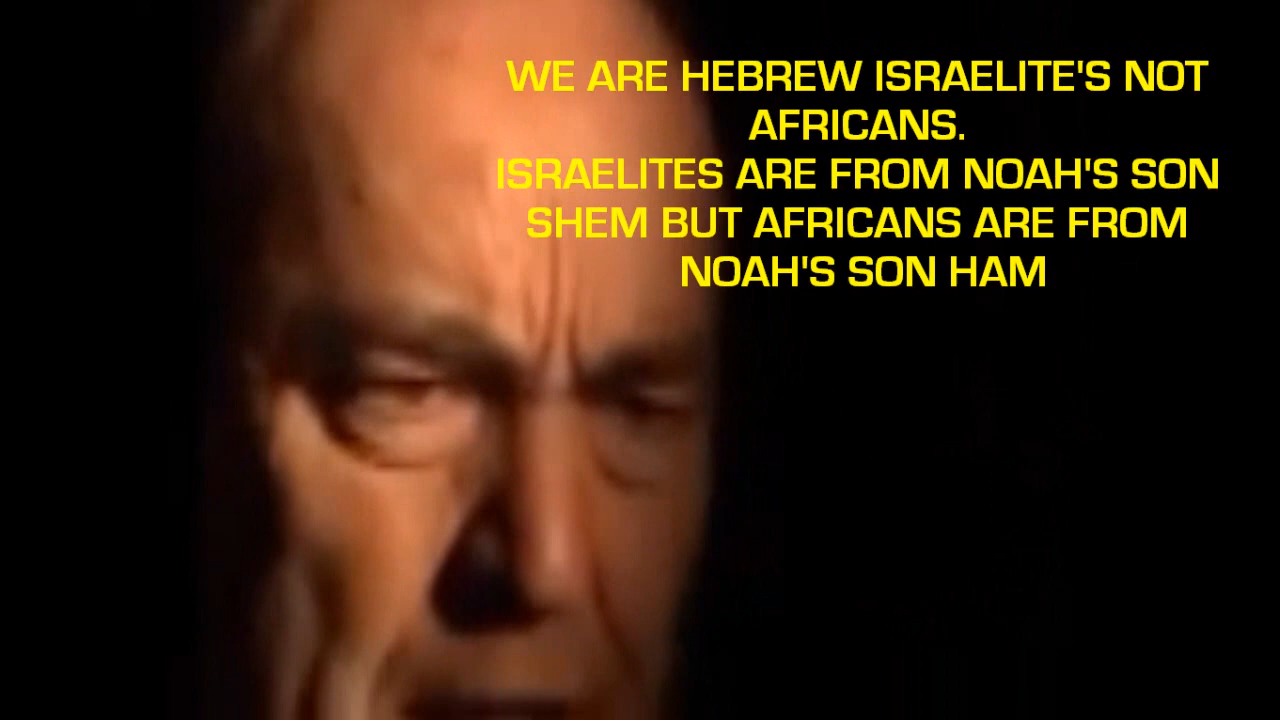 WE ARE HEBREW ISRAELITE'S NOT
AFRICANS.
ISRAELITES ARE FROM NOAH'S SON
SHEM BUT AFRICANS ARE FROM
NOAH'S SON HAM